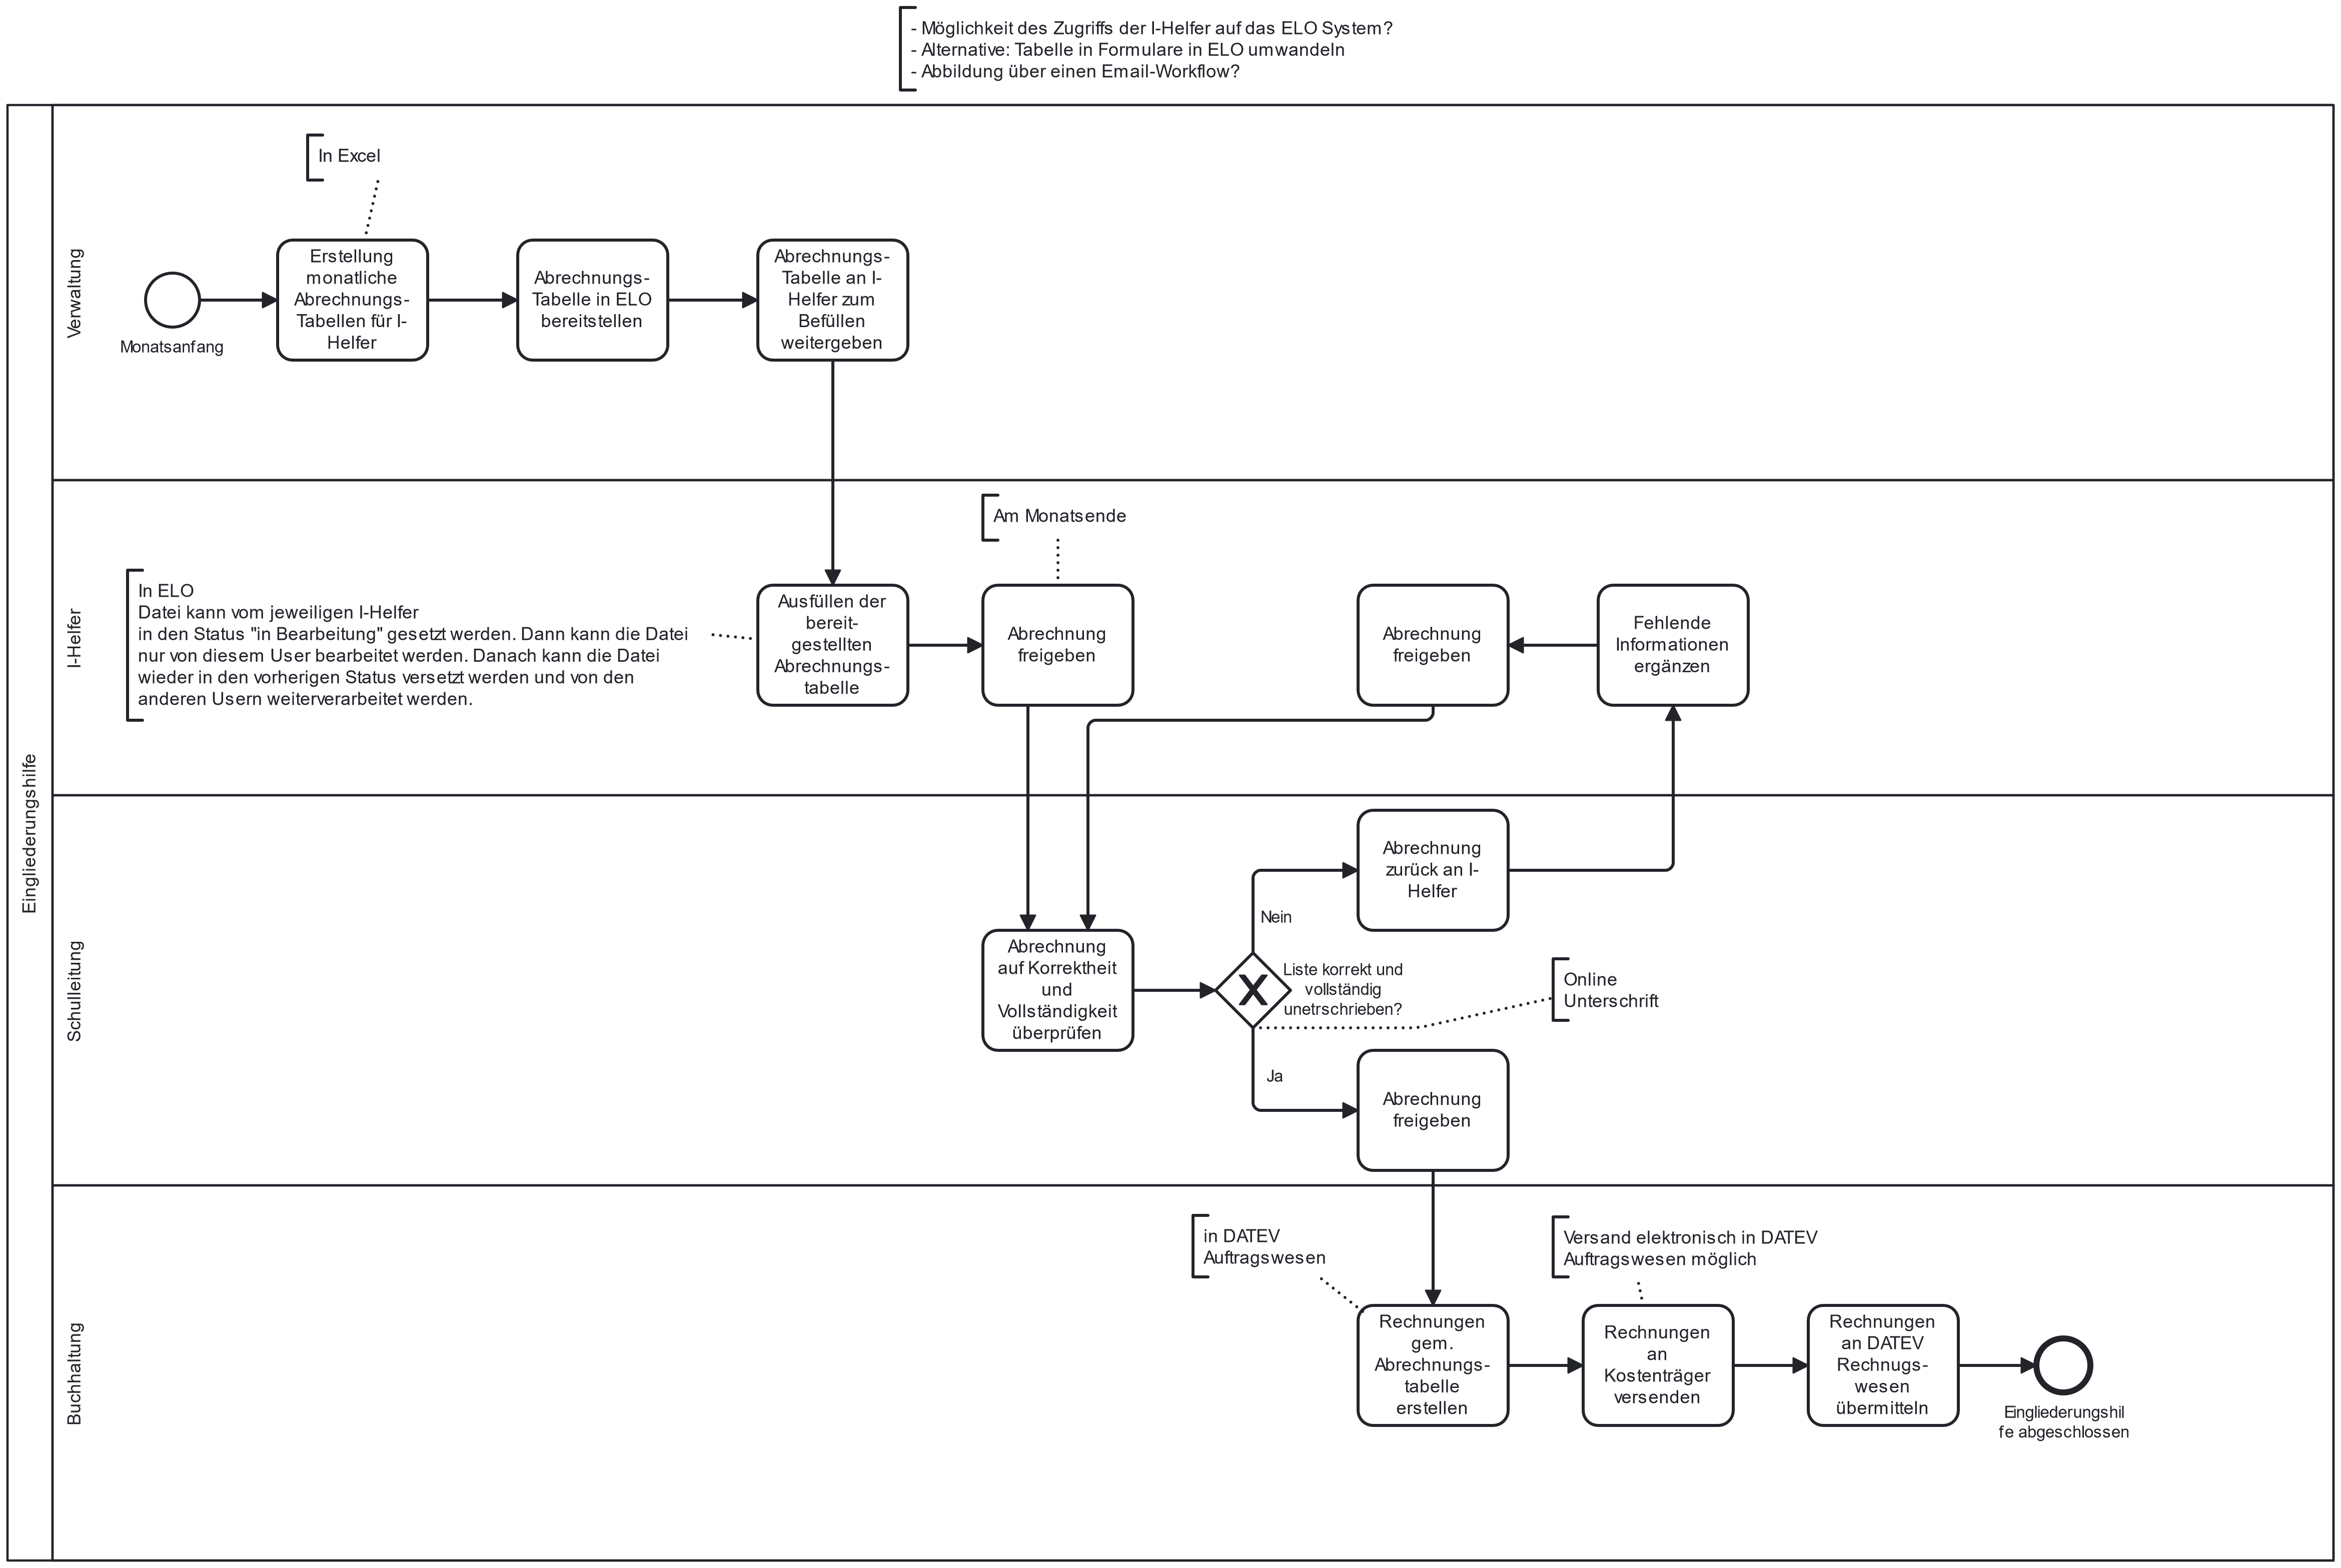 - Möglichkeit des Zugriffs der I-Helfer auf das ELO System?
- Alternative: Tabelle in Formulare in ELO umwandeln
- Abbildung über einen Email-Workflow?
Eingliederungshilfe
Verwaltung
In Excel
Monatsanfang
Erstellung
monatliche
Abrechnungs-
Tabellen für I-
Helfer
Abrechnungs-
Tabelle in ELO
bereitstellen
Abrechnungs-
Tabelle an I-
Helfer zum
Befüllen
weitergeben
I-Helfer
In ELO
Datei kann vom jeweiligen I-Helfer
in den Status "in Bearbeitung" gesetzt werden. Dann kann die Datei
nur von diesem User bearbeitet werden. Danach kann die Datei
wieder in den vorherigen Status versetzt werden und von den
anderen Usern weiterverarbeitet werden.
Ausfüllen der
bereit-
gestellten
Abrechnungs-
tabelle
Am Monatsende
Abrechnung
freigeben
Abrechnung
freigeben
Fehlende
Informationen
ergänzen
Schulleitung
Abrechnung
auf Korrektheit
und
Vollständigkeit
überprüfen
Nein
Liste korrekt und
vollständig
unetrschrieben?
Ja
Abrechnung
zurück an I-
Helfer
Online
Unterschrift
Abrechnung
freigeben
Buchhaltung
in DATEV
Auftragswesen
Rechnungen
gem.
Abrechnungs-
tabelle
erstellen
Versand elektronisch in DATEV
Auftragswesen möglich
Rechnungen
an
Kostenträger
versenden
Rechnungen
an DATEV
Rechnugs-
wesen
übermitteln
Eingliederungshil
fe abgeschlossen